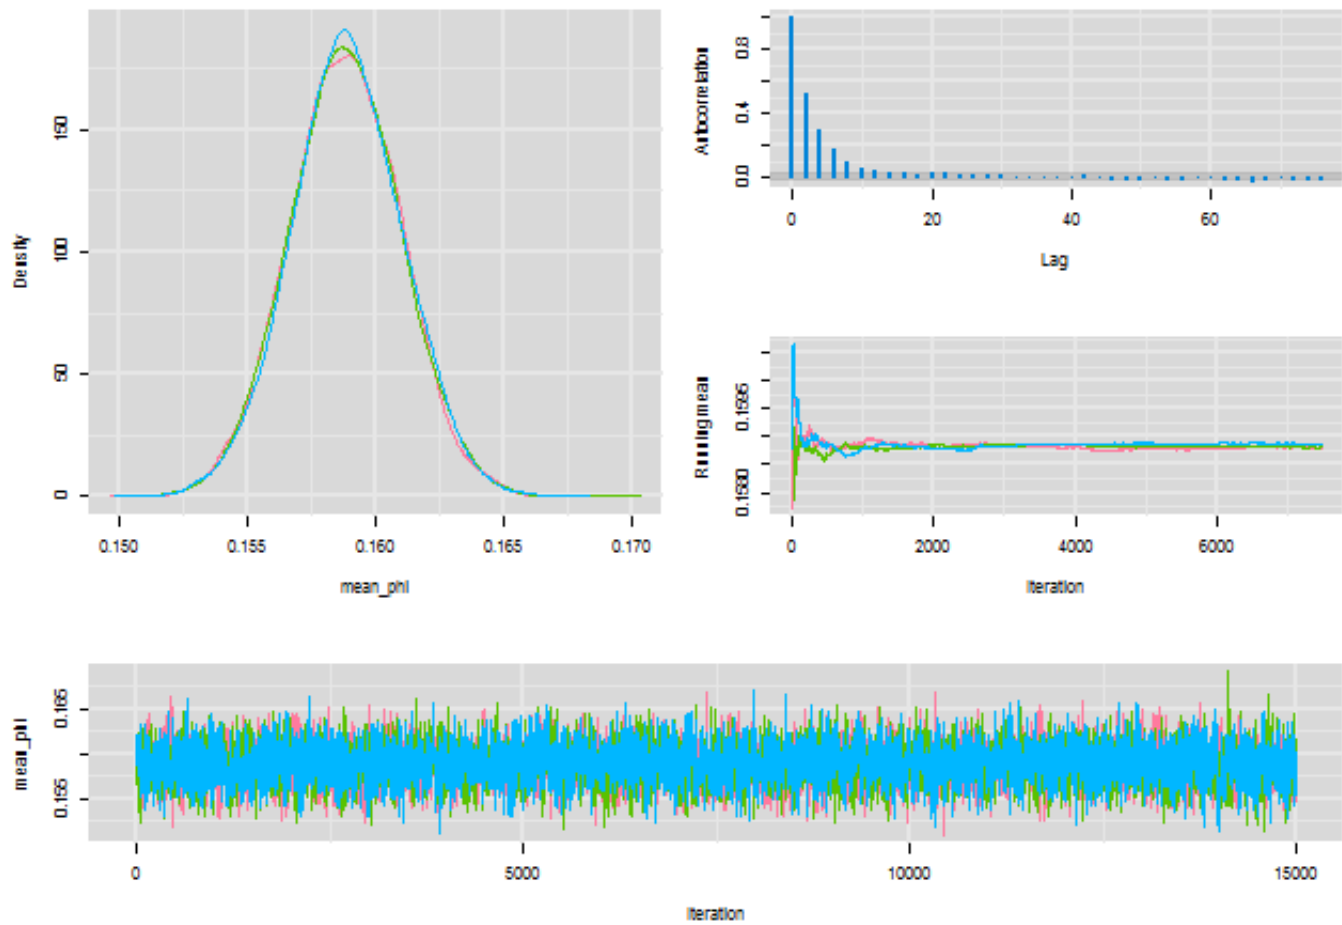 Density
150
100
50
0
0.150 0.155 0.160 0.165 0.170
mean_phi
Autocorrelation
0.8
0.4
0.0
0 20 40 60
Lag
Running mean
0.1595
0.1580
0 2000 4000 6000
Iteration
mean_phi
0.165
0.155
0 5000 10000 15000
Iteration